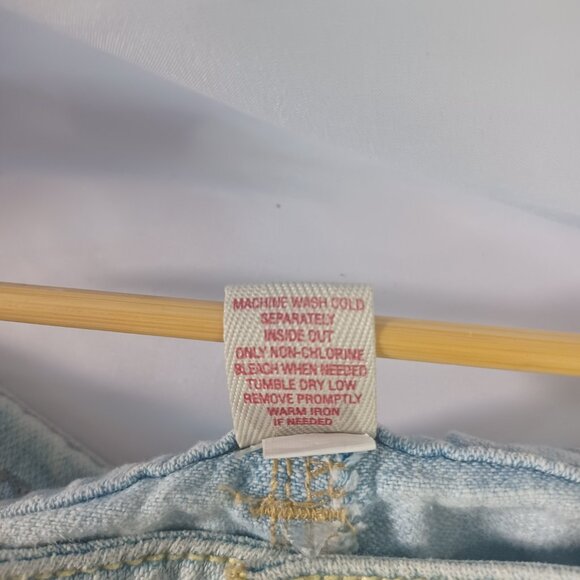 MACHINE WASH COLD
SEPARATELY
INSIDE OUT
ONLY NON-CHLORINE
BLEACH WHEN NEEDED
TUMBLE DRY LOW
REMOVE PROMPTLY
WARM IRON
IF NEEDED